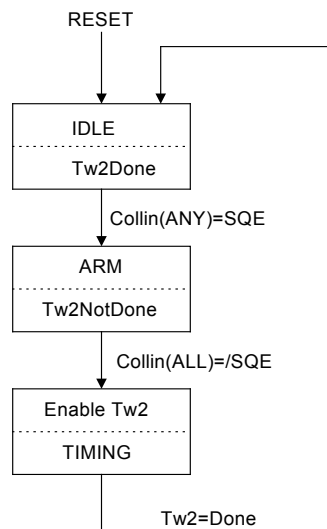 RESET
IDLE
Tw2Done
Collin(ANY)=SQE
ARM
Tw2NotDone
Collin(ALL)=/SQE
Enable Tw2
TIMING
Tw2=Done